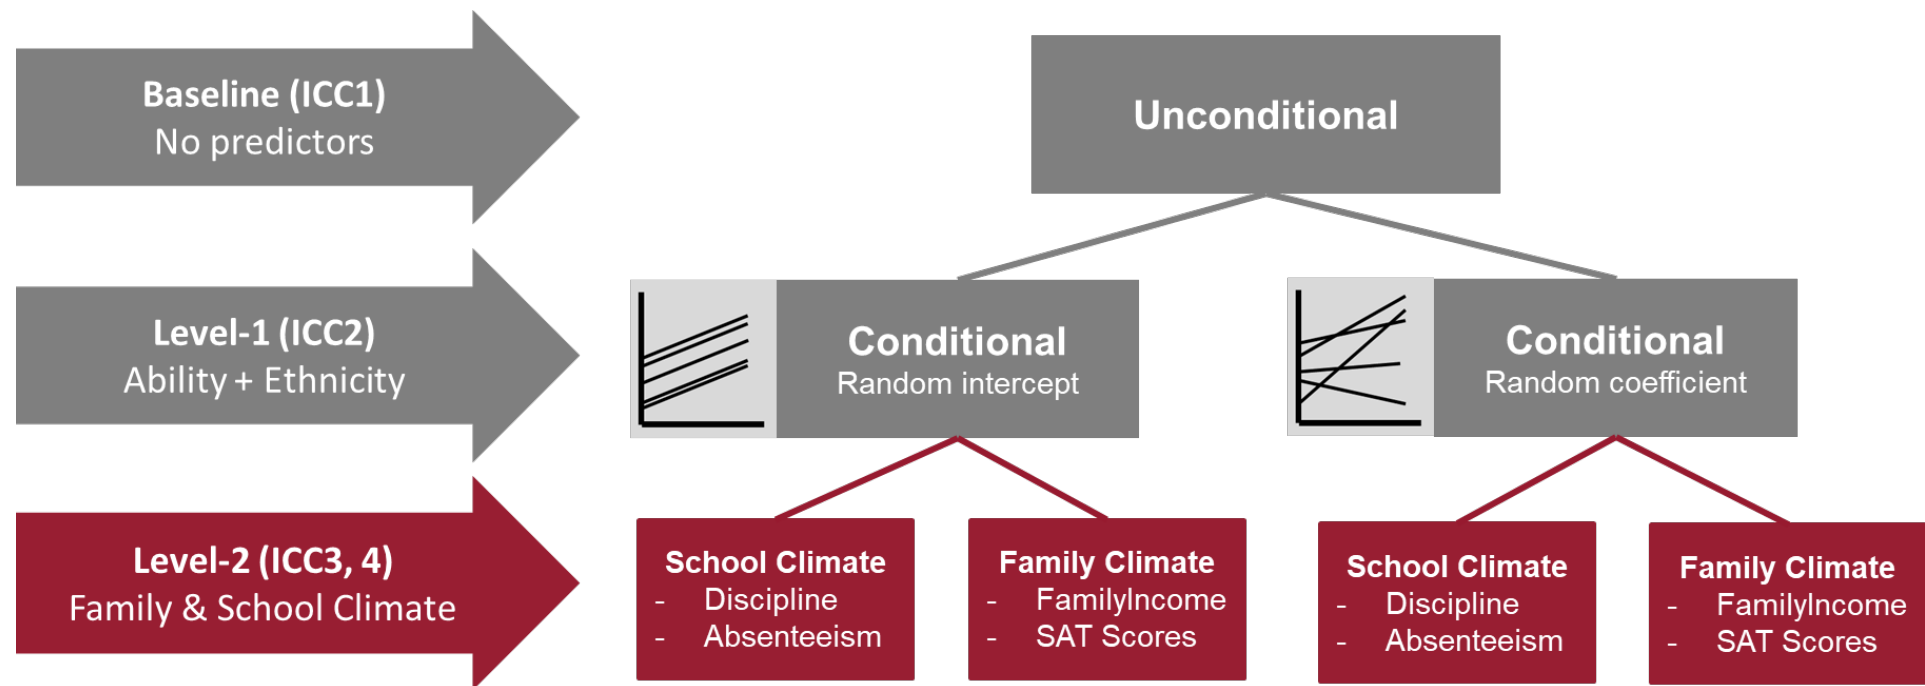 Baseline (ICC1)
No predictors
Unconditional
Level-1 (ICC2)
Ability + Ethnicity
Conditional
Random intercept
Conditional
Random coefficient
Level-2 (ICC3, 4)
Family & School Climate
School Climate
- Discipline
- Absenteeism
Family Climate
- FamilyIncome
- SAT Scores
School Climate
- Discipline
- Absenteeism
Family Climate
- FamilyIncome
- SAT Scores